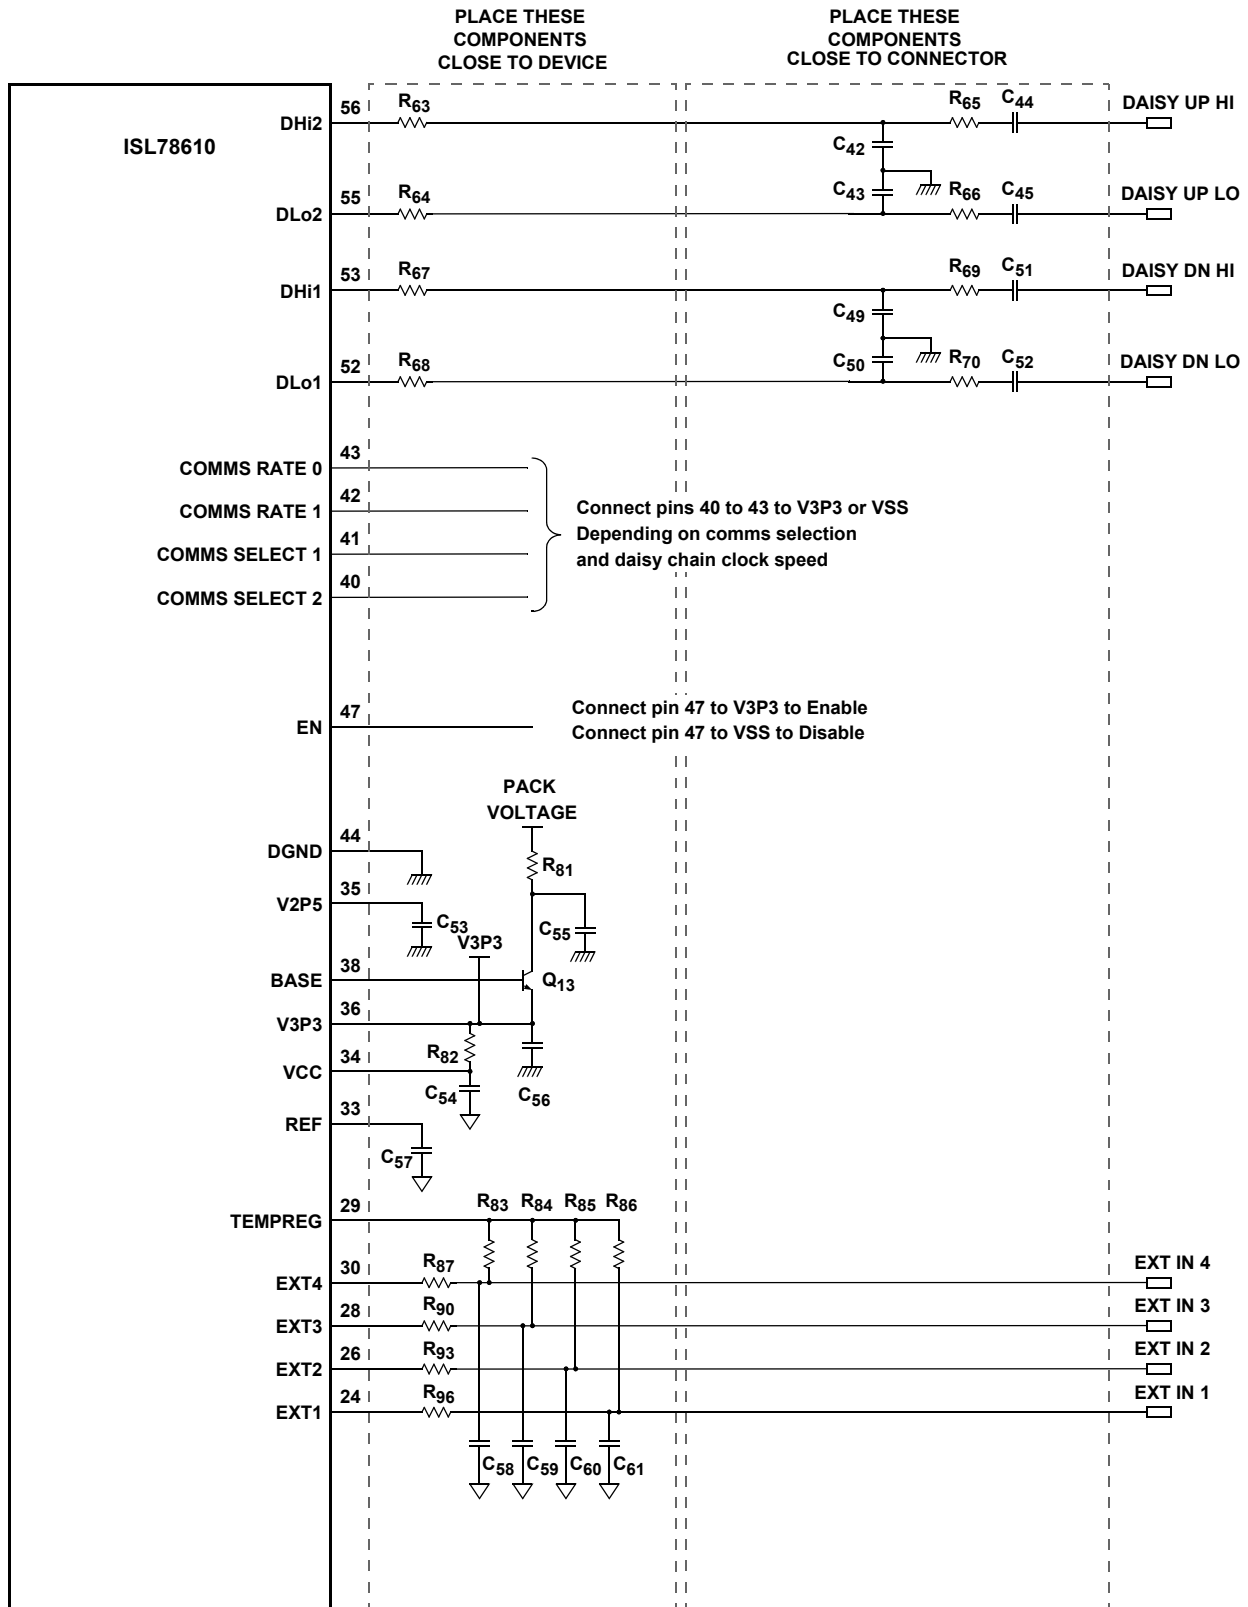 PLACE THESE
COMPONENTS
CLOSE TO DEVICE
PLACE THESE
COMPONENTS
CLOSE TO CONNECTOR
ISL78610
DHi2
56
R63
R65
C44
DAISY UP HI
C42
DLo2
55
R64
C43
R66
C45
DAISY UP LO
DHi1
53
R67
R69
C51
DAISY DN HI
C49
DLo1
52
R68
C50
R70
C52
DAISY DN LO
COMMS RATE 0
43
COMMS RATE 1
42
COMMS SELECT 1
41
COMMS SELECT 2
40
Connect pins 40 to 43 to V3P3 or VSS
Depending on comms selection
and daisy chain clock speed
EN
47
Connect pin 47 to V3P3 to Enable
Connect pin 47 to VSS to Disable
PACK
VOLTAGE
DGND
44
R81
V2P5
35
C53
V3P3
C55
BASE
38
Q13
V3P3
36
R82
VCC
34
C54
C56
REF
33
C57
TEMPREG
29
R83
R84
R85
R86
EXT4
30
R87
EXT IN 4
EXT3
28
R90
EXT IN 3
EXT2
26
R93
EXT IN 2
EXT1
24
R96
EXT IN 1
C58
C59
C60
C61